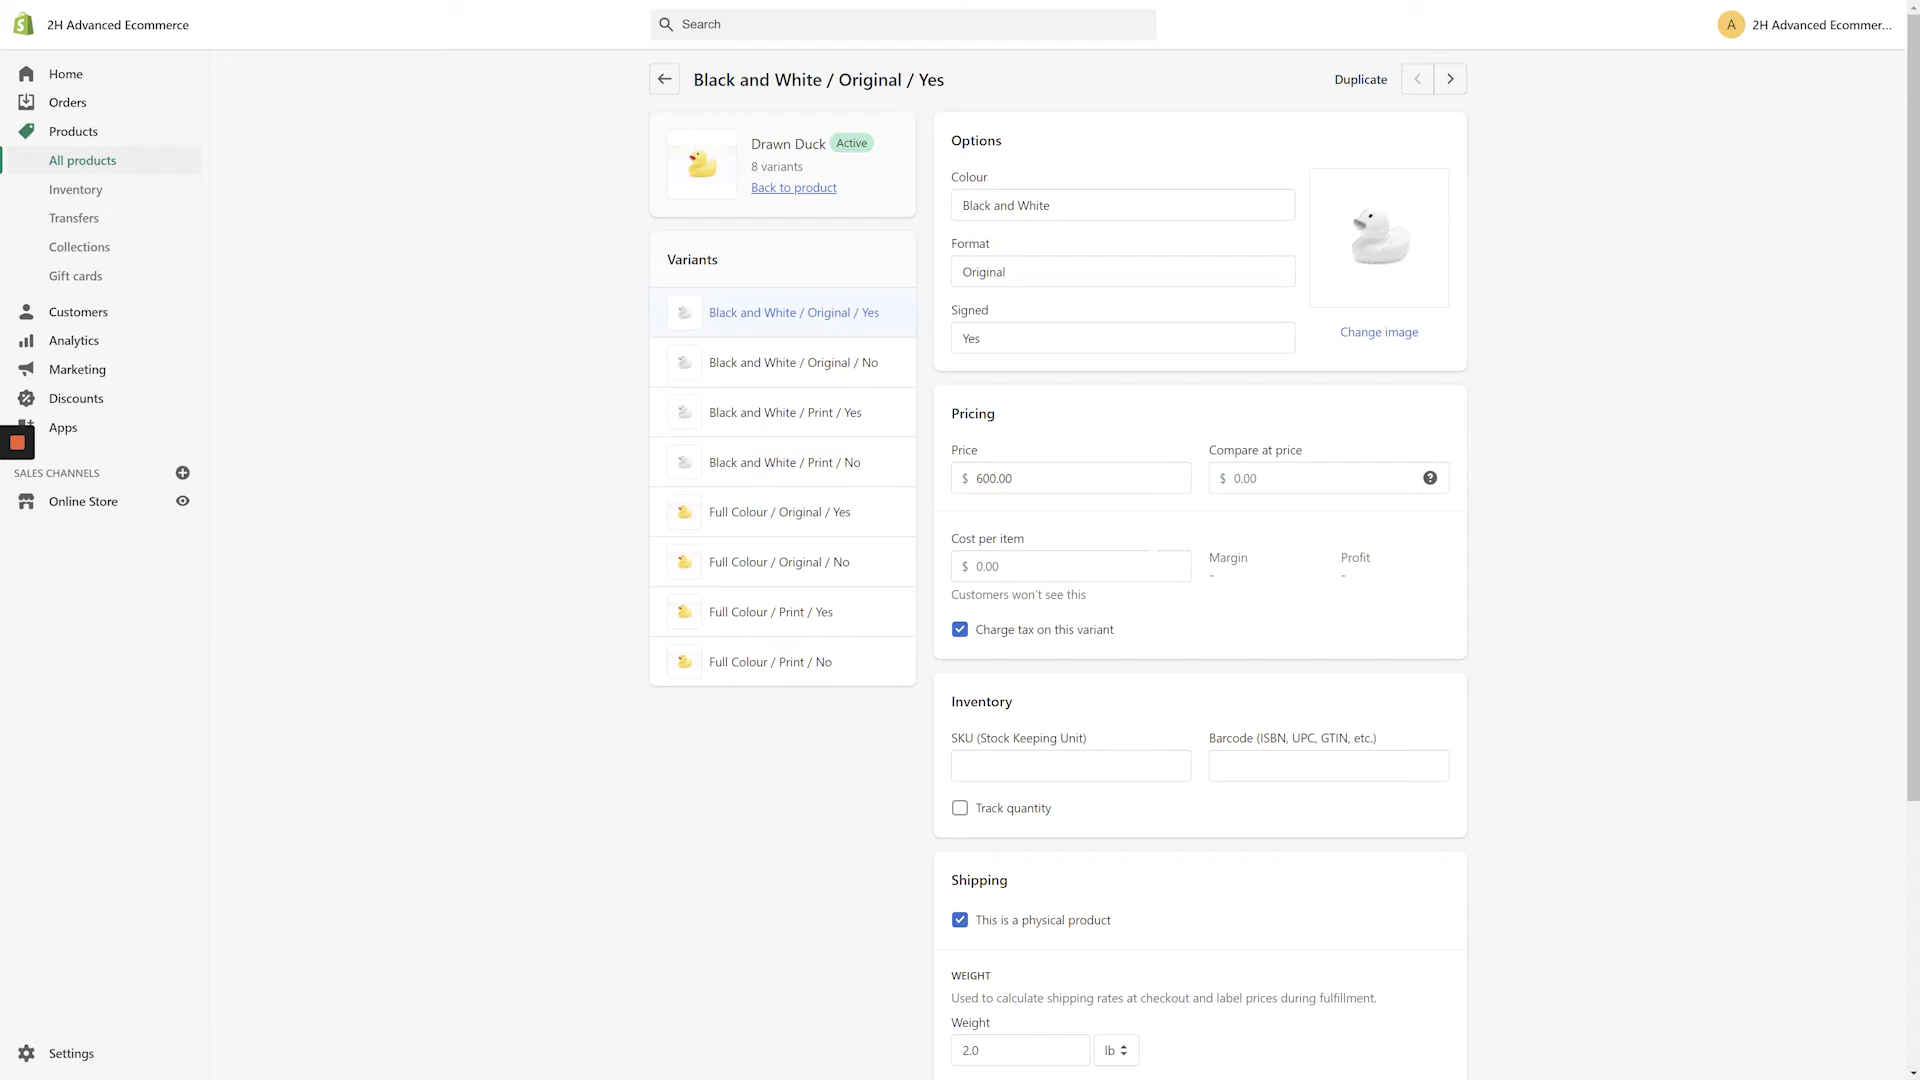 2H Advanced Ecommerce
Search
A
2H Advanced Ecommer...
Home
Orders
Products
All products
Inventory
Transfers
Collections
Gift cards
Customers
Analytics
Marketing
Discounts
Apps
SALES CHANNELS
Online Store
Settings
Black and White / Original / Yes
Duplicate
Drawn Duck Active
8 variants
Back to product
Variants
Black and White / Original / Yes
Black and White / Original / No
Black and White / Print / Yes
Black and White / Print / No
Full Colour / Original / Yes
Full Colour / Original / No
Full Colour / Print / Yes
Full Colour / Print / No
Options
Colour
Black and White
Format
Original
Signed
Yes
Change image
Pricing
Price
Compare at price
$ 600.00
$ 0.00
Cost per item
$ 0.00
Margin
-
Profit
-
Customers won't see this
Charge tax on this variant
Inventory
SKU (Stock Keeping Unit)
Barcode (ISBN, UPC, GTIN, etc.)
Track quantity
Shipping
This is a physical product
WEIGHT
Used to calculate shipping rates at checkout and label prices during fulfillment.
Weight
2.0
lb